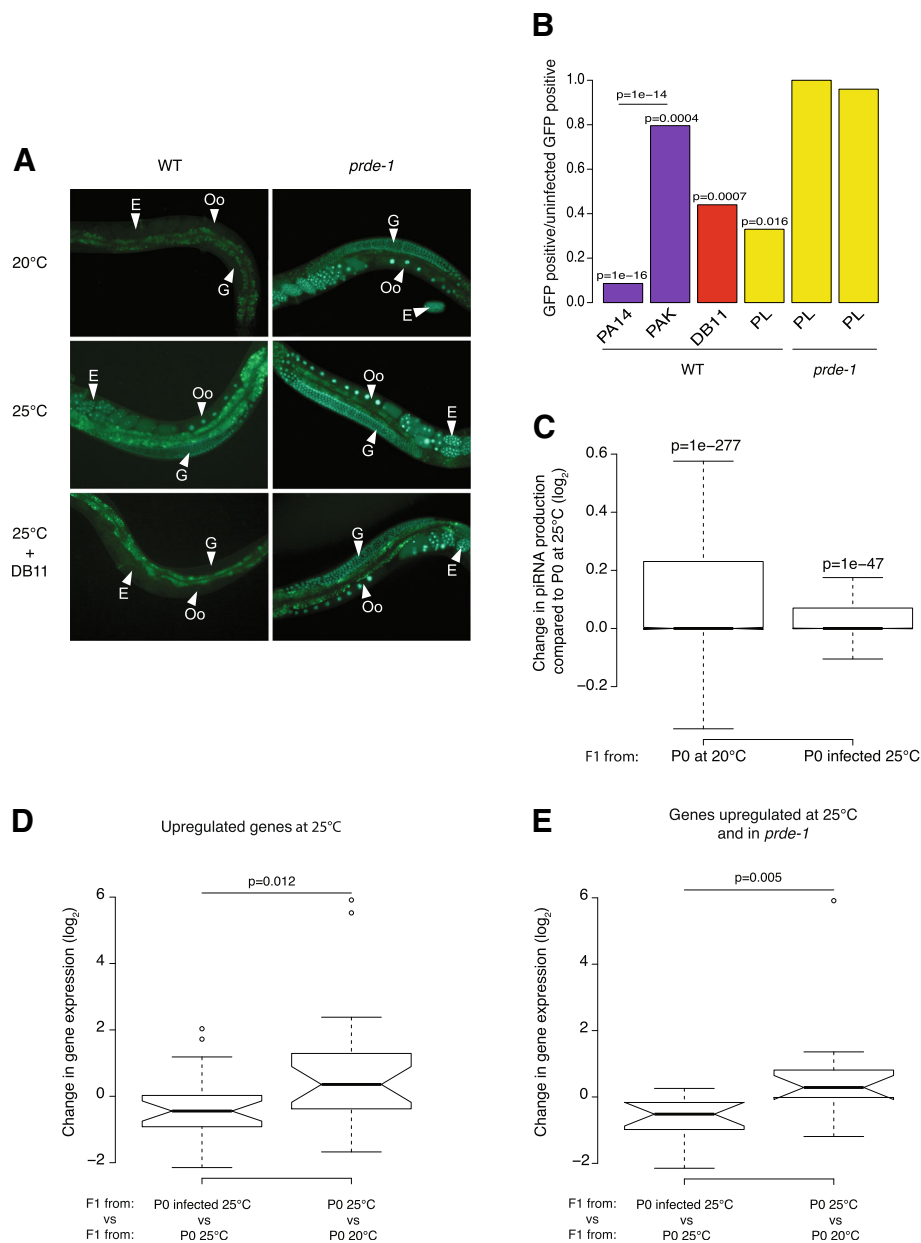 A
WT
prde-1
20°C
E
Oo
G
G
Oo
E
25°C
E
Oo
G
Oo
E
G
25°C
+
DB11
G
E
Oo
G
E
Oo
B
GFP positive/uninfected GFP positive
1.0
0.8
0.6
0.4
0.2
0.0
p=1e−14
p=0.0004
p=0.0007
p=0.016
p=1e−16
PA14
PAK
DB11
PL
PL
PL
WT
prde-1
C
Change in piRNA production
compared to P0 at 25°C (log2)
0.6
0.4
0.2
0.0
−0.2
p=1e−277
p=1e−47
F1 from:
P0 at 20°C
P0 infected 25°C
D
Upregulated genes at 25°C
Change in gene expression (log2)
6
4
2
0
−2
p=0.012
F1 from:
vs
F1 from:
P0 infected 25°C
vs
P0 25°C
P0 25°C
vs
P0 20°C
E
Genes upregulated at 25°C
and in prde-1
Change in gene expression (log2)
6
4
2
0
−2
p=0.005
F1 from:
vs
F1 from:
P0 infected 25°C
vs
P0 25°C
P0 25°C
vs
P0 20°C